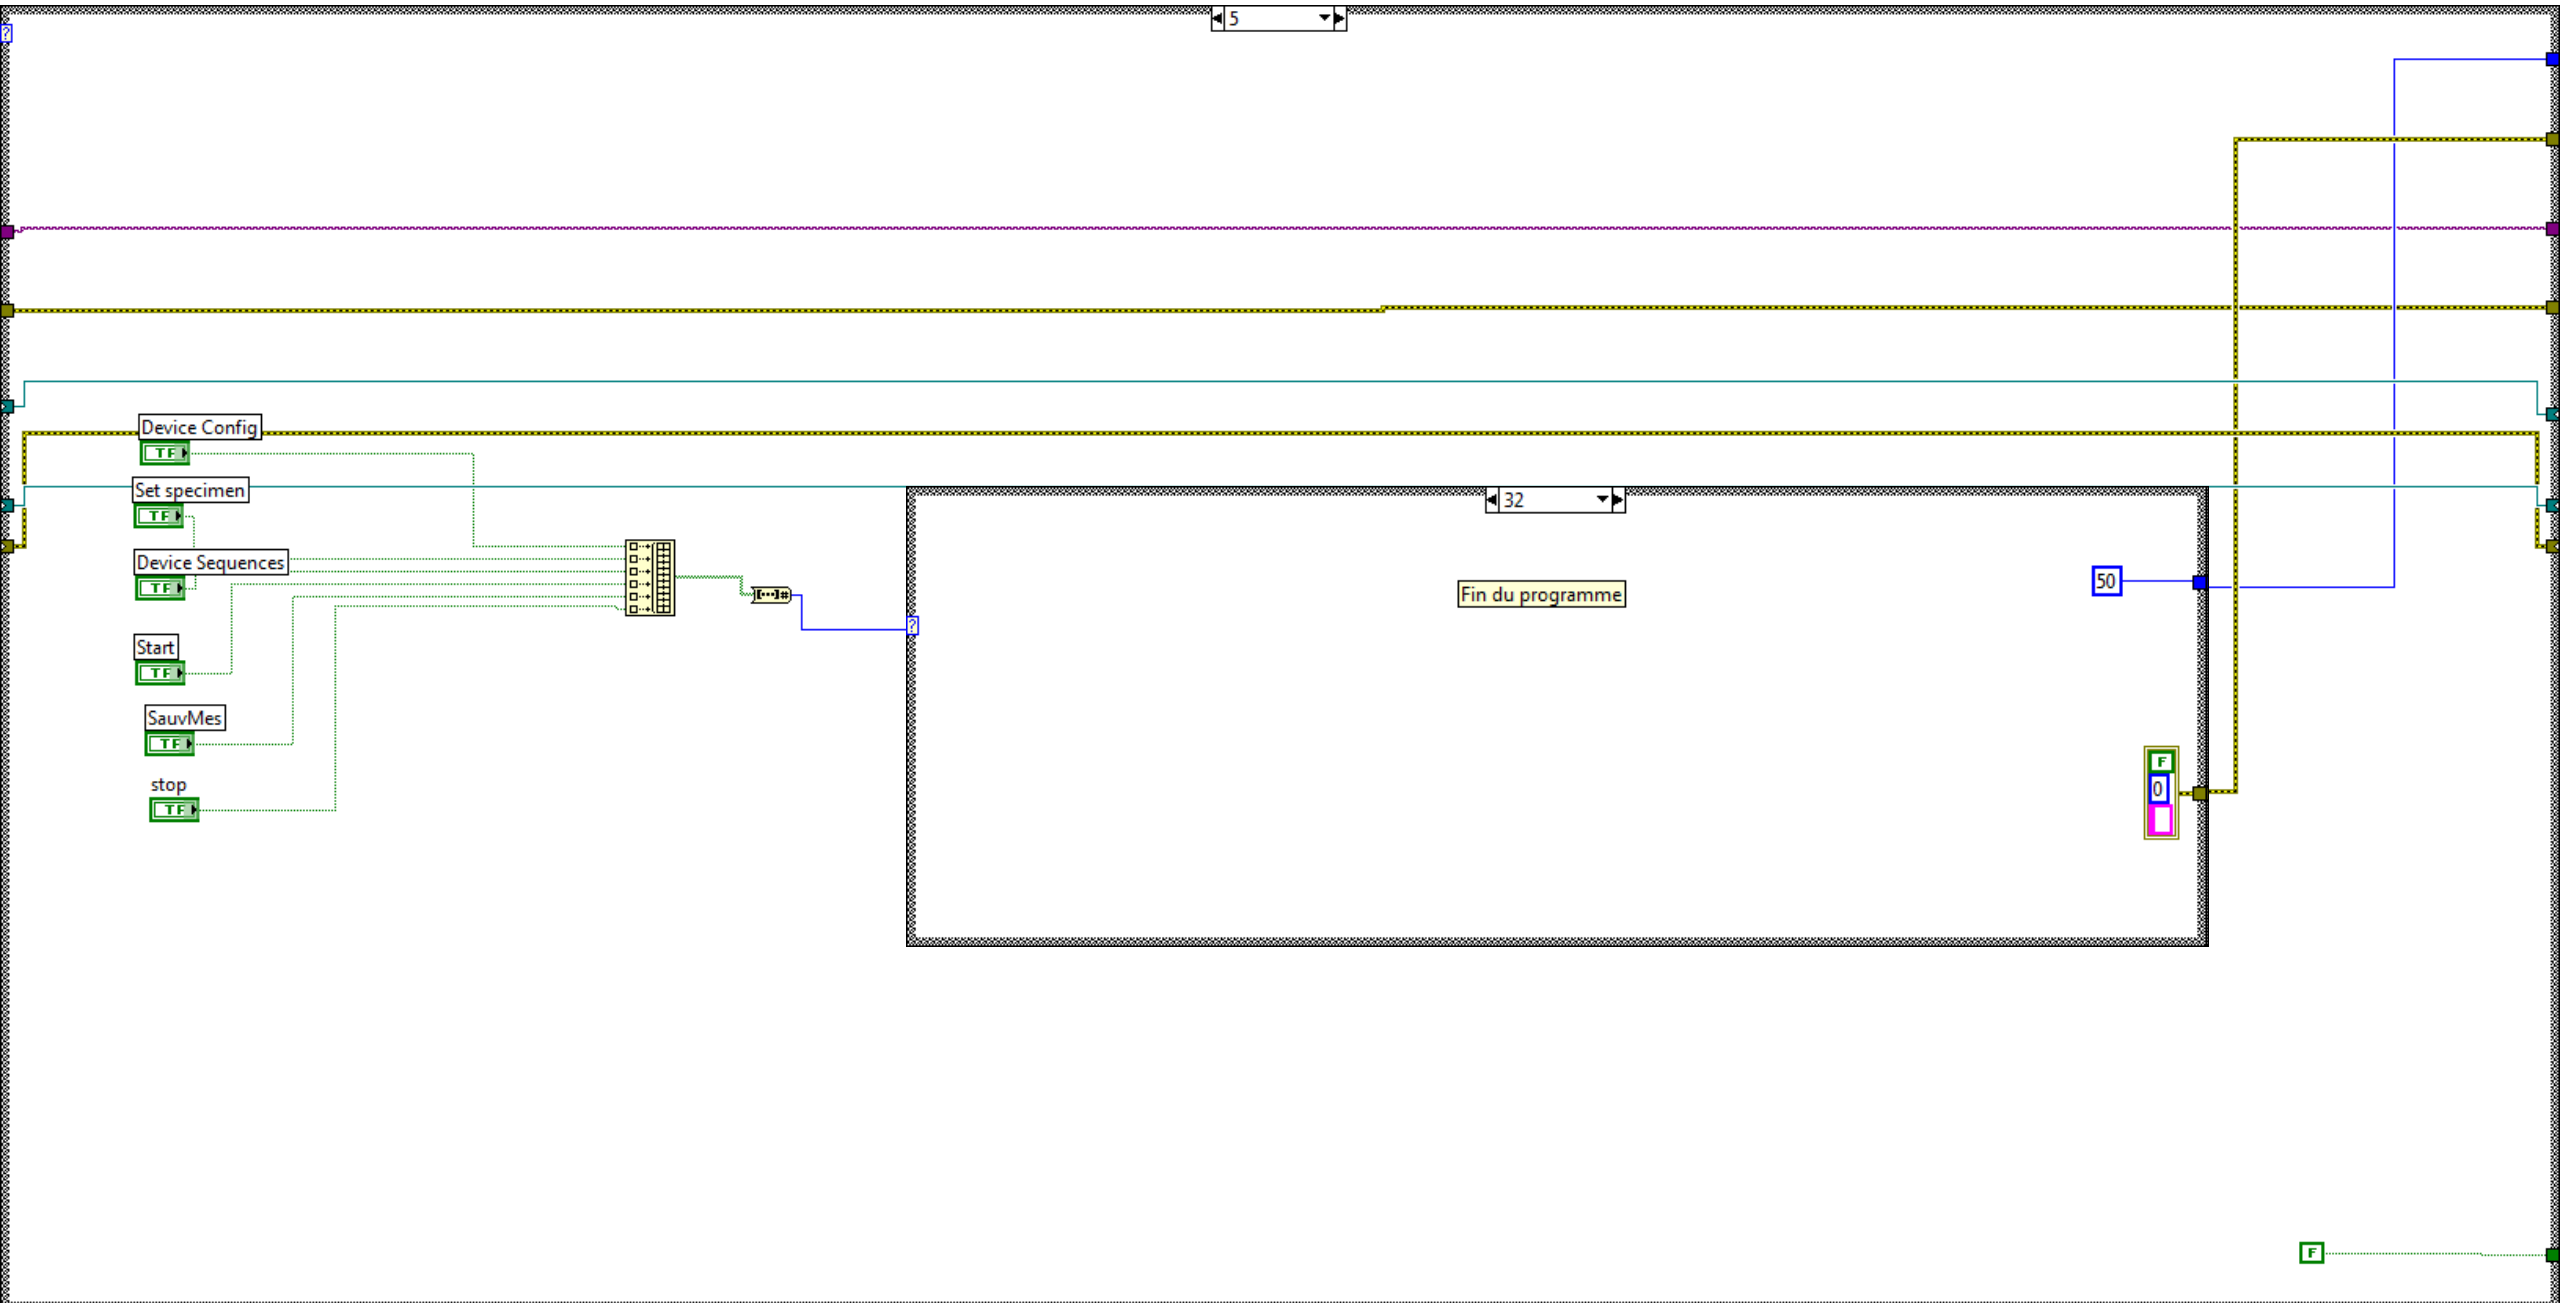 5
?
Device Config
TF
Set specimen
TF
32
Device Sequences
TF
50
Fin du programme
#
?
Start
TF
SauvMes
TF
F
0
stop
TF
F